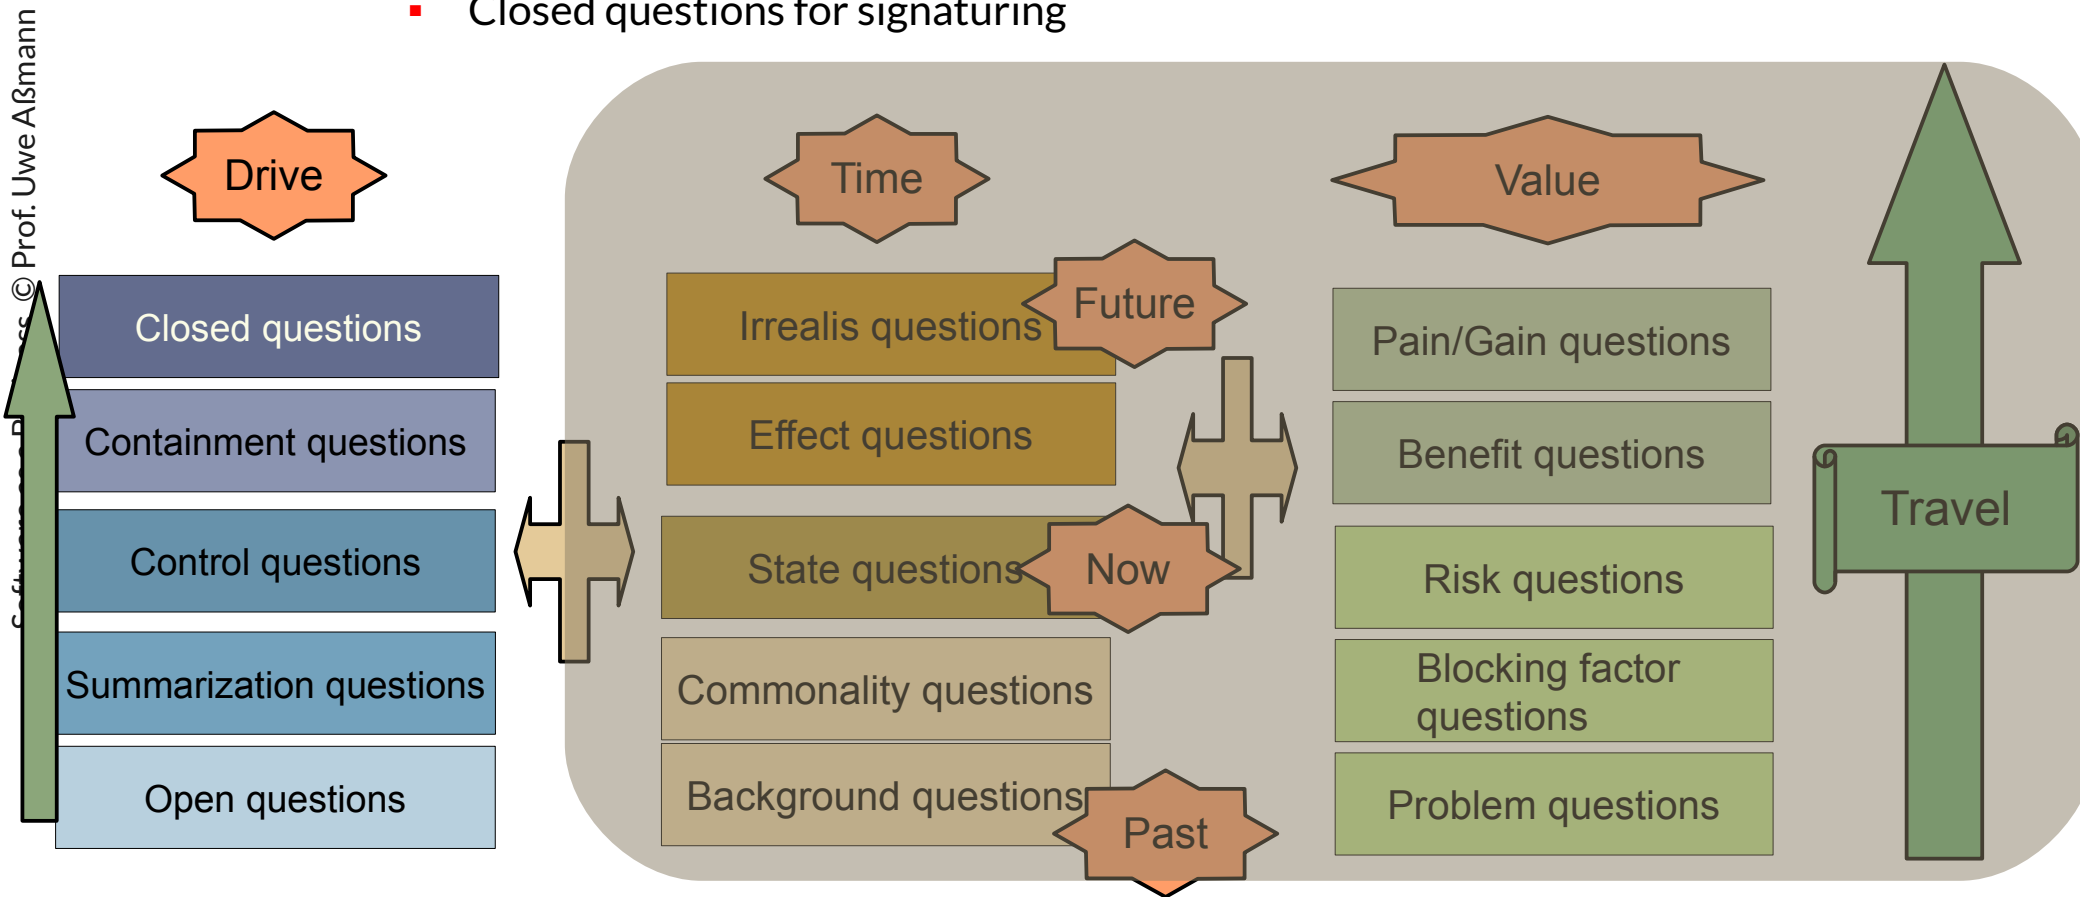 Closed questions for signaturing
© Prof. Uwe Aßmann
Drive
Time
Value
Closed questions
Containment questions
Control questions
Summarization questions
Open questions
Irrealis questions
Future
Effect questions
State questions
Now
Commonality questions
Background questions
Past
Pain/Gain questions
Benefit questions
Risk questions
Blocking factor
questions
Problem questions
Travel